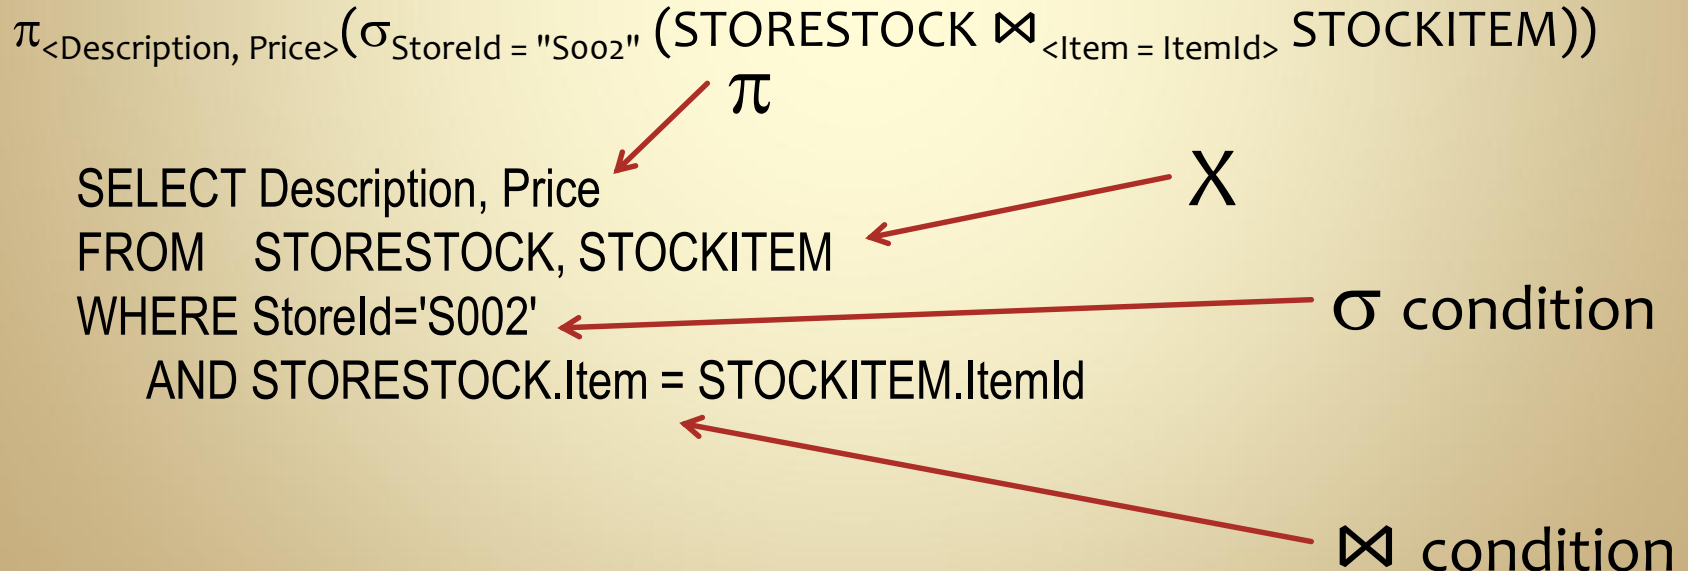 π<Description, Price>(σStoreId = "S002" (STORESTOCK ⋈<Item = ItemId> STOCKITEM))
π
SELECT Description, Price
X
FROM STORESTOCK, STOCKITEM
WHERE StoreId='S002'
σ condition
AND STORESTOCK.Item = STOCKITEM.ItemId
⋈ condition